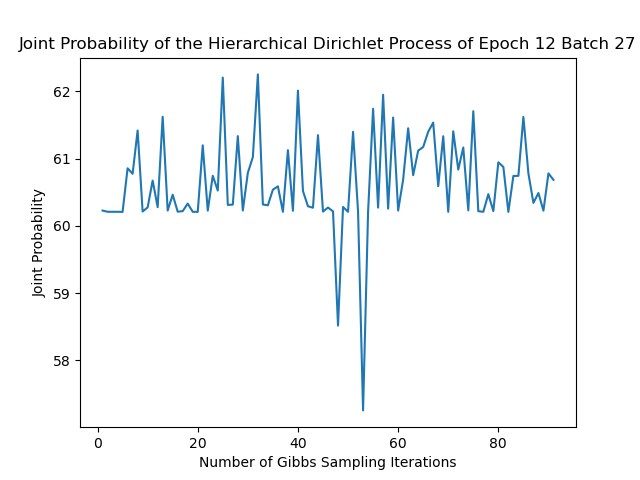 Joint Probability of the Hierarchical Dirichlet Process of Epoch 12 Batch 27
62
61
60
59
58
Joint Probability
0 20 40 60 80
Number of Gibbs Sampling Iterations